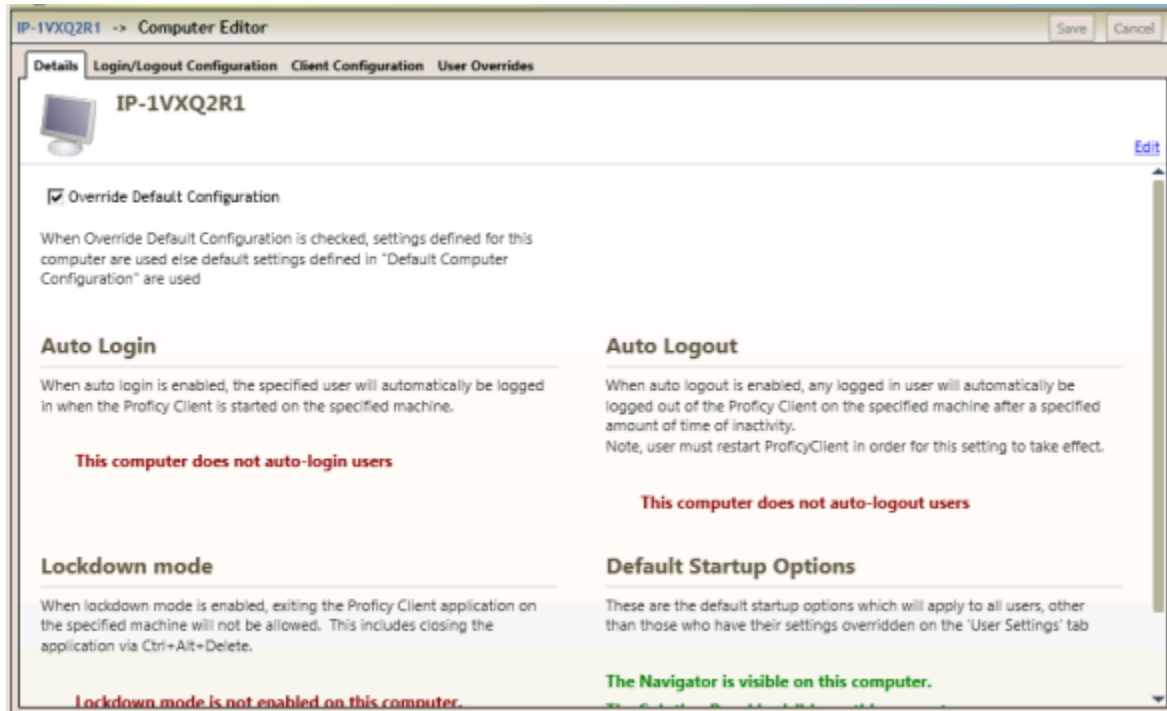 IP-1VXQ2R1 -> Computer Editor
Save
Cancel
Details
Login/Logout Configuration
Client Configuration
User Overrides
IP-1VXQ2R1
Edit
Override Default Configuration
When Override Default Configuration is checked, settings defined for this
computer are used else default settings defined in "Default Computer
Configuration" are used
Auto Login
When auto login is enabled, the specified user will automatically be logged
in when the Proficy Client is started on the specified machine.
This computer does not auto-login users
Auto Logout
When auto logout is enabled, any logged in user will automatically be
logged out of the Proficy Client on the specified machine after a specified
amount of time of inactivity.
Note, user must restart ProficyClient in order for this setting to take effect.
This computer does not auto-logout users
Lockdown mode
When lockdown mode is enabled, exiting the Proficy Client application on
the specified machine will not be allowed. This includes closing the
application via Ctrl+Alt+Delete.
Lockdown mode is not enabled on this computer.
Default Startup Options
These are the default startup options which will apply to all users, other
than those who have their settings overridden on the 'User Settings' tab
The Navigator is visible on this computer.